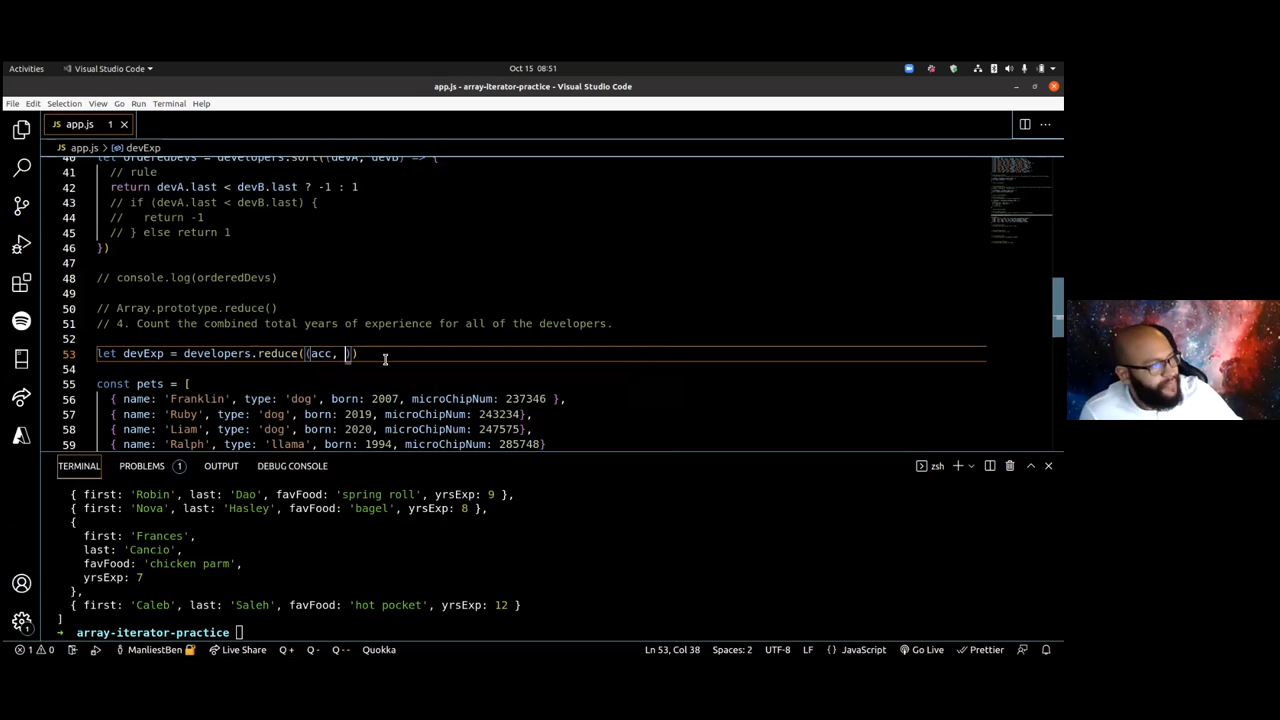 Activities
Visual Studio Code
Oct 15 08:51
app.js - array-iterator-practice - Visual Studio Code
File Edit Selection View Go Run Terminal Help
JS app.js 1
JS app.js > devExp
40 let orderedDevs = developers.sort((devA, devB) => {
41 // rule
42 return devA.last < devB.last ? -1 : 1
43 // if (devA.last < devB.last) {
44 //   return -1
45 // } else return 1
46 })
47
48 // console.log(orderedDevs)
49
50 // Array.prototype.reduce()
51 // 4. Count the combined total years of experience for all of the developers.
52
53 let devExp = developers.reduce((acc, ))
54
55 const pets = [
56 { name: 'Franklin', type: 'dog', born: 2007, microChipNum: 237346 },
57 { name: 'Ruby', type: 'dog', born: 2019, microChipNum: 243234},
58 { name: 'Liam', type: 'dog', born: 2020, microChipNum: 247575},
59 { name: 'Ralph', type: 'llama', born: 1994, microChipNum: 285748}
TERMINAL PROBLEMS 1 OUTPUT DEBUG CONSOLE
zsh
{ first: 'Robin', last: 'Dao', favFood: 'spring roll', yrsExp: 9 },
{ first: 'Nova', last: 'Hasley', favFood: 'bagel', yrsExp: 8 },
{
first: 'Frances',
last: 'Cancio',
favFood: 'chicken parm',
yrsExp: 7
},
{ first: 'Caleb', last: 'Saleh', favFood: 'hot pocket', yrsExp: 12 }
]
→ array-iterator-practice
1 0 ManliestBen Live Share Q + Q - Q -- Quokka Ln 53, Col 38 Spaces: 2 UTF-8 LF { } JavaScript Go Live Prettier